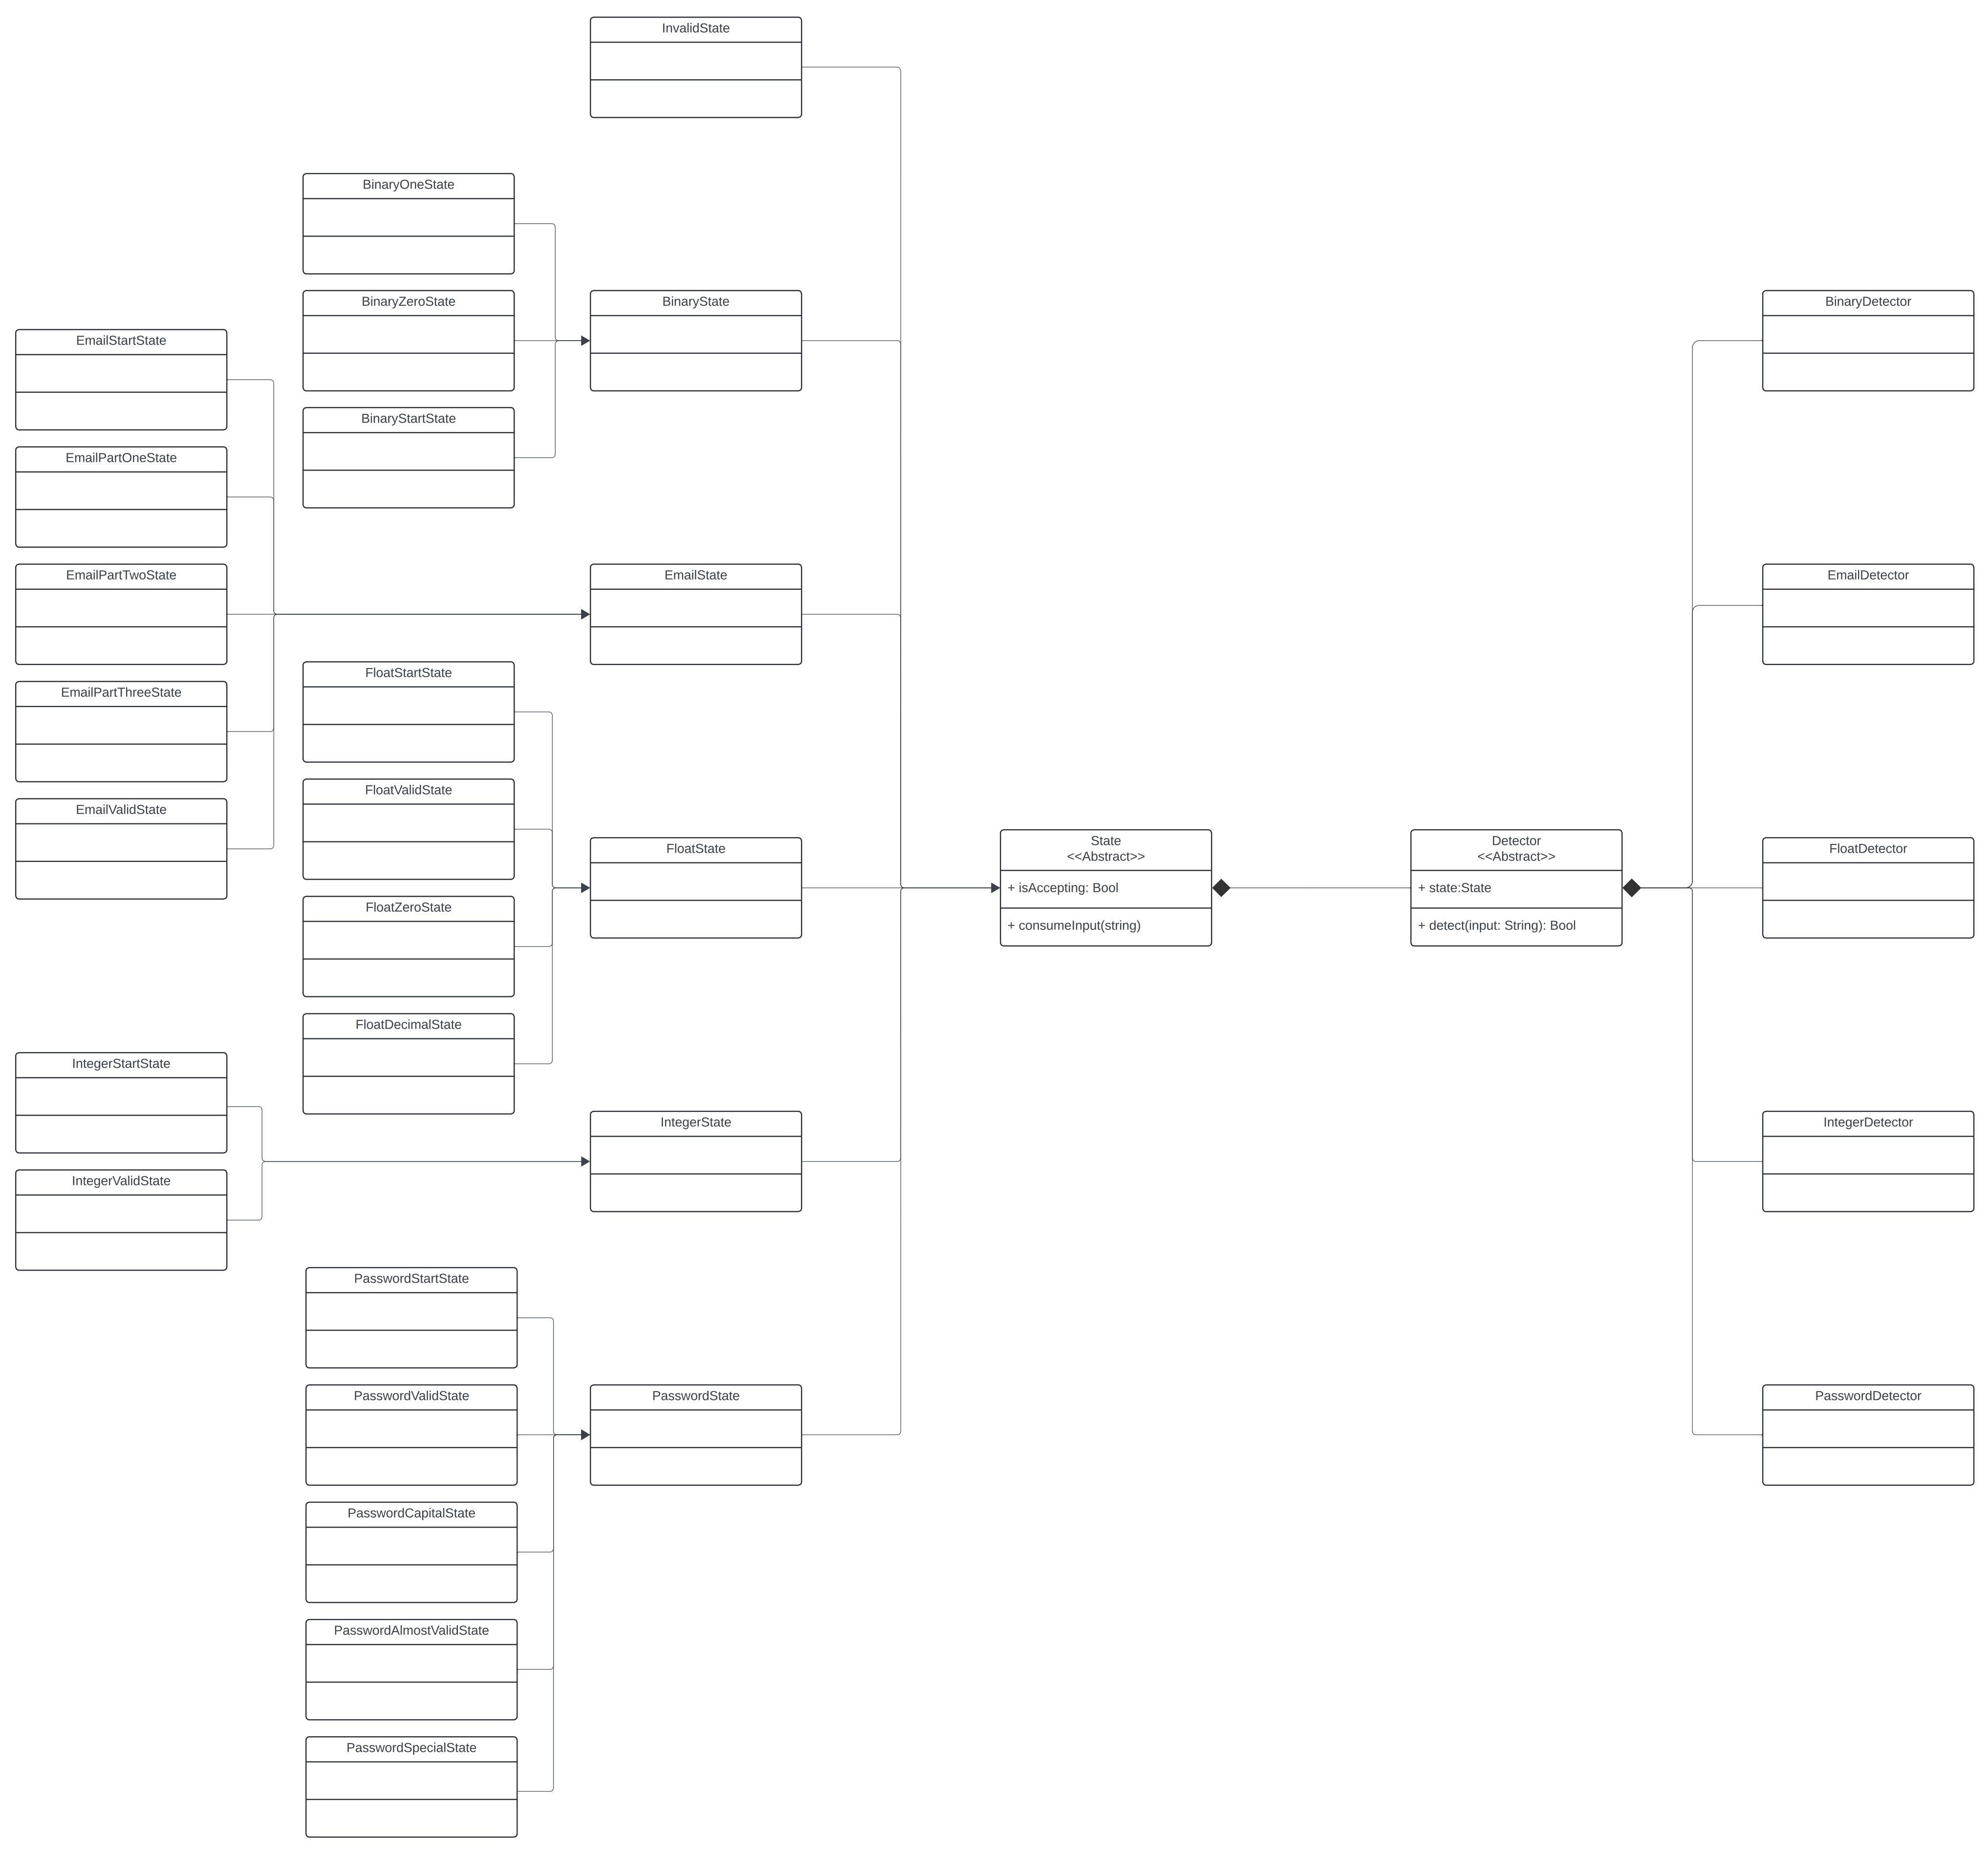 InvalidState
BinaryOneState
BinaryZeroState
BinaryStartState
BinaryState
EmailStartState
EmailPartOneState
EmailPartTwoState
EmailPartThreeState
EmailValidState
EmailState
FloatStartState
FloatValidState
FloatZeroState
FloatDecimalState
FloatState
IntegerStartState
IntegerValidState
IntegerState
PasswordStartState
PasswordValidState
PasswordCapitalState
PasswordAlmostValidState
PasswordSpecialState
PasswordState
State
<<Abstract>>
+ isAccepting: Bool
+ consumeInput(string)
Detector
<<Abstract>>
+ state:State
+ detect(input: String): Bool
BinaryDetector
EmailDetector
FloatDetector
IntegerDetector
PasswordDetector